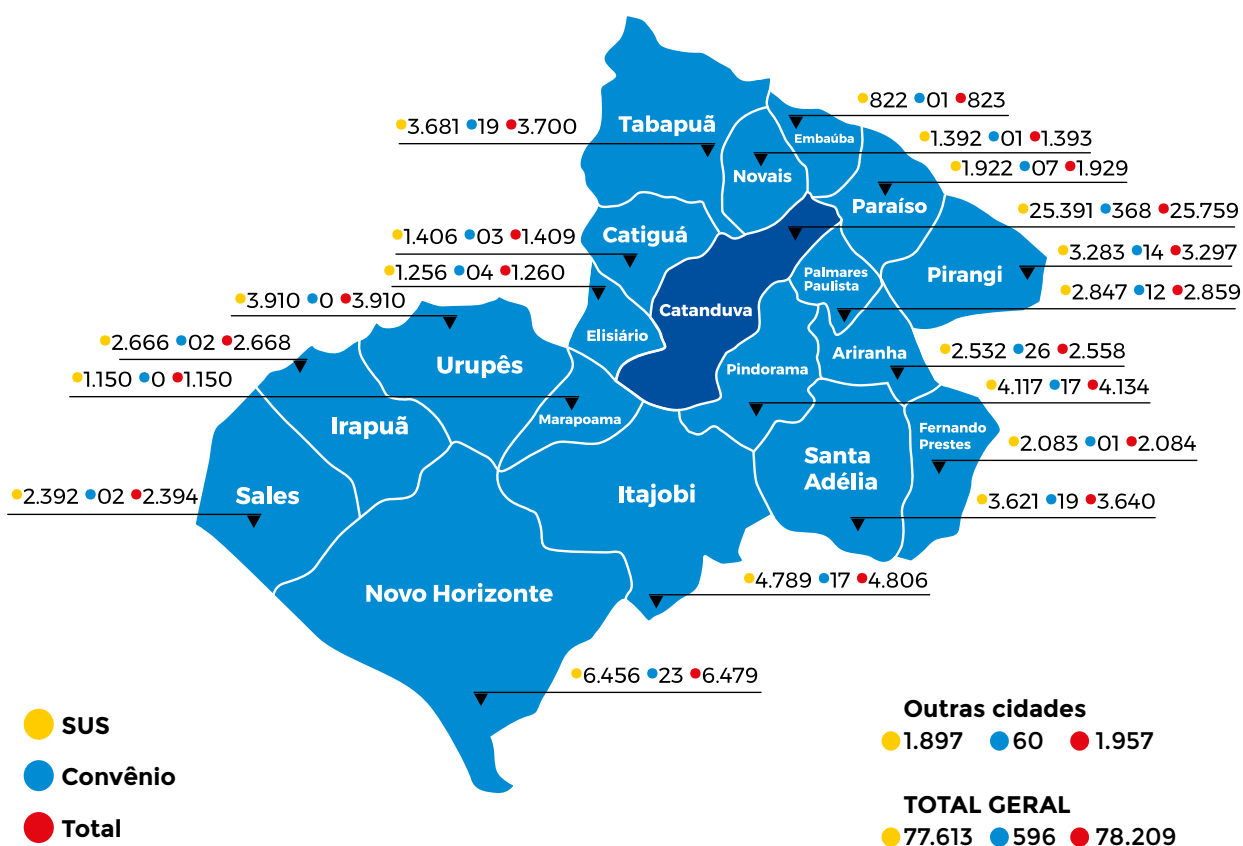 822 01 823
3.681 19 3.700
Tabapuã
Embaúba
1.392 01 1.393
Novais
1.922 07 1.929
Paraíso
25.391 368 25.759
Catiguá
1.406 03 1.409
3.283 14 3.297
1.256 04 1.260
Palmares
Paulista
Pirangi
2.847 12 2.859
3.910 0 3.910
Catanduva
Elisiário
2.666 02 2.668
Urupês
Ariranha
2.532 26 2.558
1.150 0 1.150
Pindorama
4.117 17 4.134
Marapoama
Irapuã
Fernando
Prestes
2.083 01 2.084
Santa
Adélia
2.392 02 2.394
Sales
Itajobi
3.621 19 3.640
4.789 17 4.806
Novo Horizonte
6.456 23 6.479
SUS
Convênio
Total
Outras cidades
1.897 60 1.957
TOTAL GERAL
77.613 596 78.209